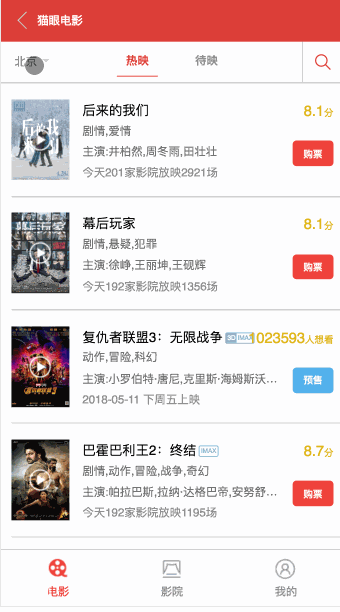 猫眼电影
北京 热映 待映
后来的我们 8.1分
剧情,爱情
主演:井柏然,周冬雨,田壮壮
购票
今天201家影院放映2921场
幕后玩家 8.1分
剧情,悬疑,犯罪
主演:徐峥,王丽坤,王砚辉
购票
今天192家影院放映1356场
复仇者联盟3：无限战争 3D IMAX 1023593人想看
动作,冒险,科幻
主演:小罗伯特·唐尼,克里斯·海姆斯沃...
预售
2018-05-11 下周五上映
巴霍巴利王2：终结 IMAX 8.7分
剧情,动作,冒险,战争,奇幻
主演:帕拉巴斯,拉纳·达格巴帝,安努舒...
购票
今天192家影院放映1195场
电影 影院 我的